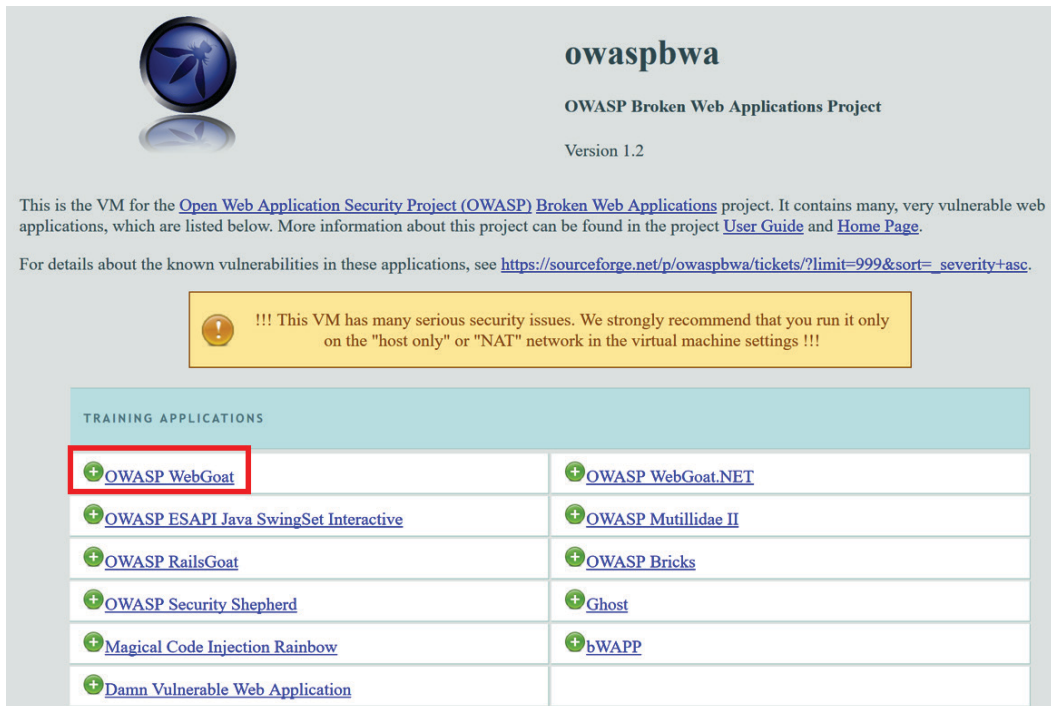 owaspbwa
OWASP Broken Web Applications Project
Version 1.2
This is the VM for the Open Web Application Security Project (OWASP) Broken Web Applications project. It contains many, very vulnerable web
applications, which are listed below. More information about this project can be found in the project User Guide and Home Page.
For details about the known vulnerabilities in these applications, see https://sourceforge.net/p/owaspbwa/tickets/?limit=999&sort=_severity+asc.
!!! This VM has many serious security issues. We strongly recommend that you run it only
on the "host only" or "NAT" network in the virtual machine settings !!!
TRAINING APPLICATIONS
OWASP WebGoat
OWASP WebGoat.NET
OWASP ESAPI Java SwingSet Interactive
OWASP Mutillidae II
OWASP RailsGoat
OWASP Bricks
OWASP Security Shepherd
Ghost
Magical Code Injection Rainbow
bWAPP
Damn Vulnerable Web Application